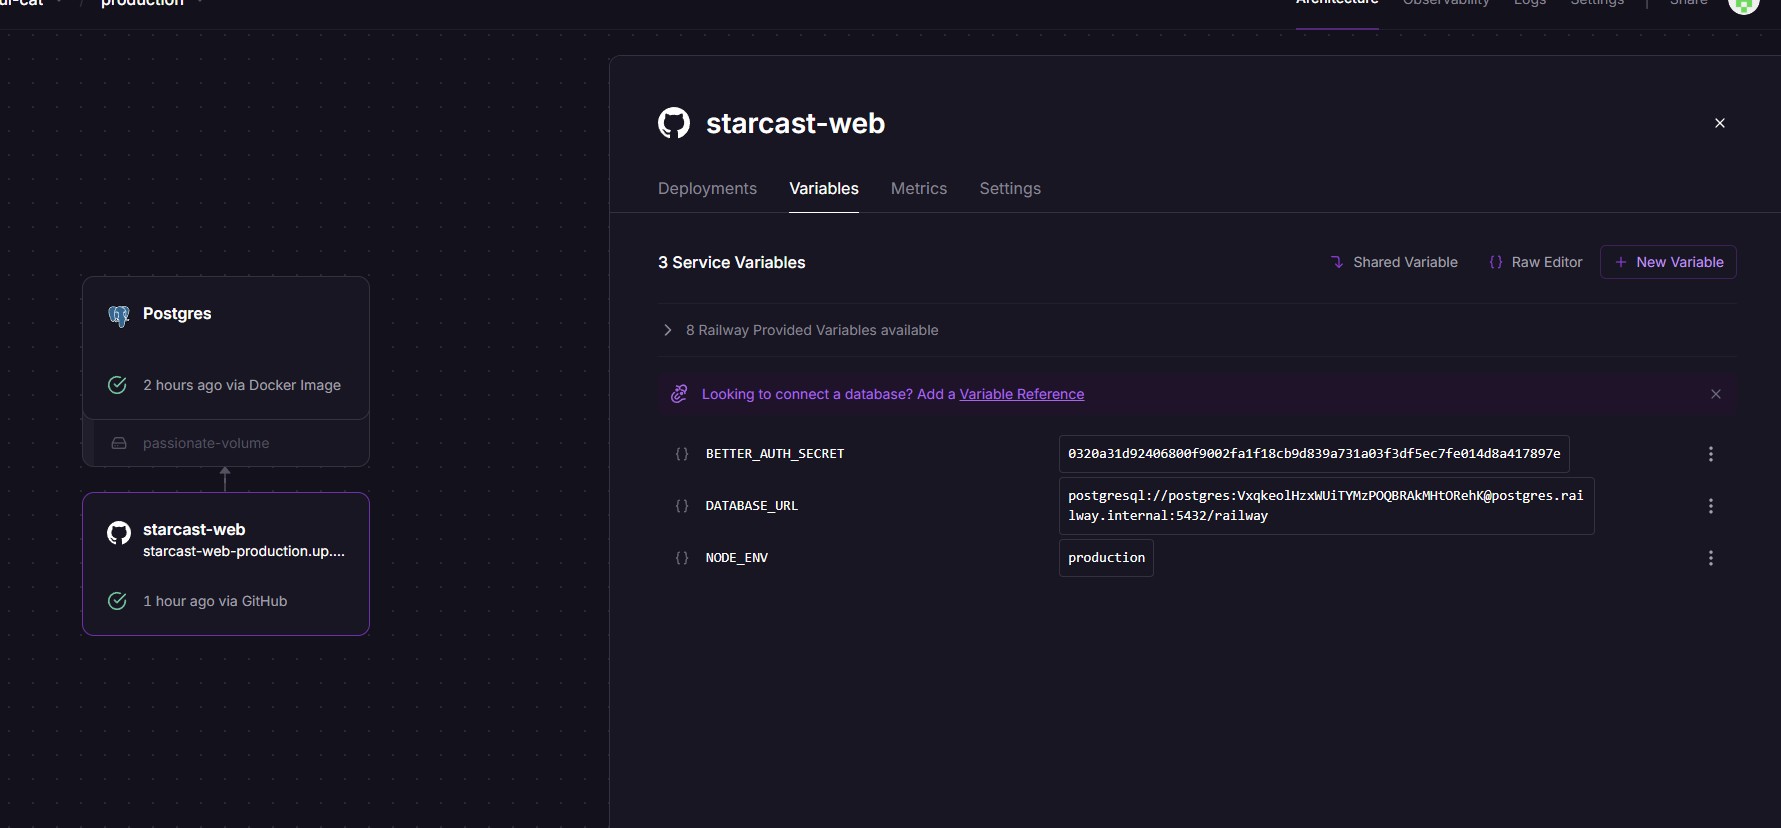 production
Architecture
Observability
Logs
Settings
Share
starcast-web
Deployments
Variables
Metrics
Settings
3 Service Variables
Shared Variable
Raw Editor
New Variable
8 Railway Provided Variables available
Looking to connect a database? Add a Variable Reference
BETTER_AUTH_SECRET
0320a31d92406800f9002fa1f18cb9d839a731a03f3df5ec7fe014d8a417897e
DATABASE_URL
postgresql://postgres:VxqkeolHzxWUiTYMzPOQBRAkMHtORehK@postgres.rai
lway.internal:5432/railway
NODE_ENV
production
Postgres
2 hours ago via Docker Image
passionate-volume
starcast-web
starcast-web-production.up....
1 hour ago via GitHub